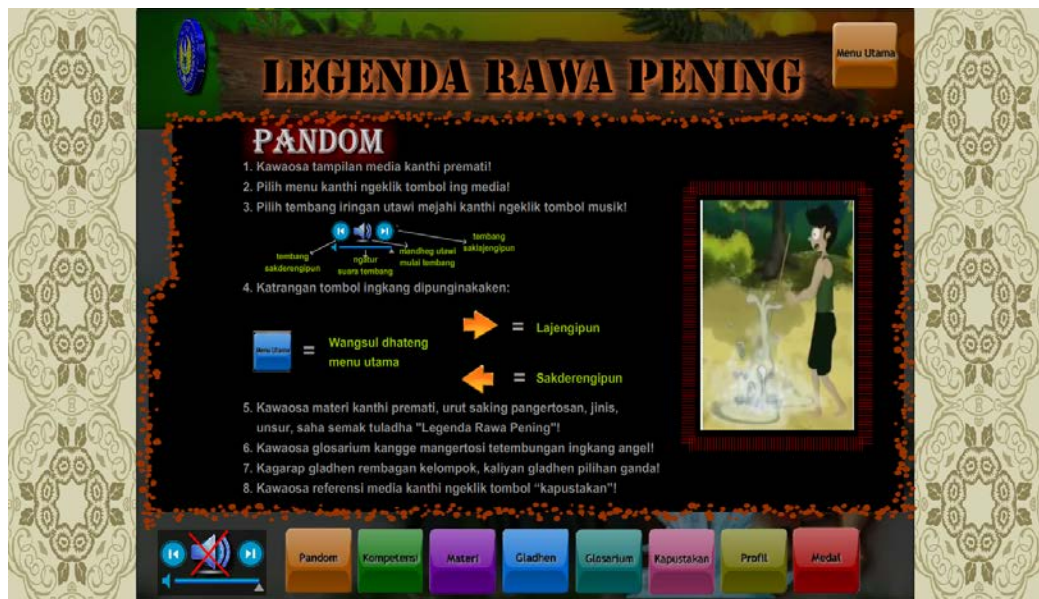 Menu Utama
LEGENDA RAWA PENING
PANDOM
1. Kawaosa tampilan media kanthi premati!
2. Pilih menu kanthi ngeklik tombol ing media!
3. Pilih tembang iringan utawi mejahi kanthi ngeklik tombol musik!
tembang
sakderengipun
ngatur
suara tembang
mandheg utawi
mulai tembang
tembang
saklajengipun
4. Katrangan tombol ingkang dipunginakaken:
Menu Utama
=
Wangsul dhateng
menu utama
= Lajengipun
= Sakderengipun
5. Kawaosa materi kanthi premati, urut saking pangertosan, jinis,
unsur, saha semak tuladha "Legenda Rawa Pening"!
6. Kawaosa glosarium kangge mangertosi tetembungan ingkang angel!
7. Kagarap gladhen rembagan kelompok, kaliyan gladhen pilihan ganda!
8. Kawaosa referensi media kanthi ngeklik tombol "kapustakan"!
Pandom
Kompetensi
Materi
Gladhen
Glosarium
Kapustakan
Profil
Medal